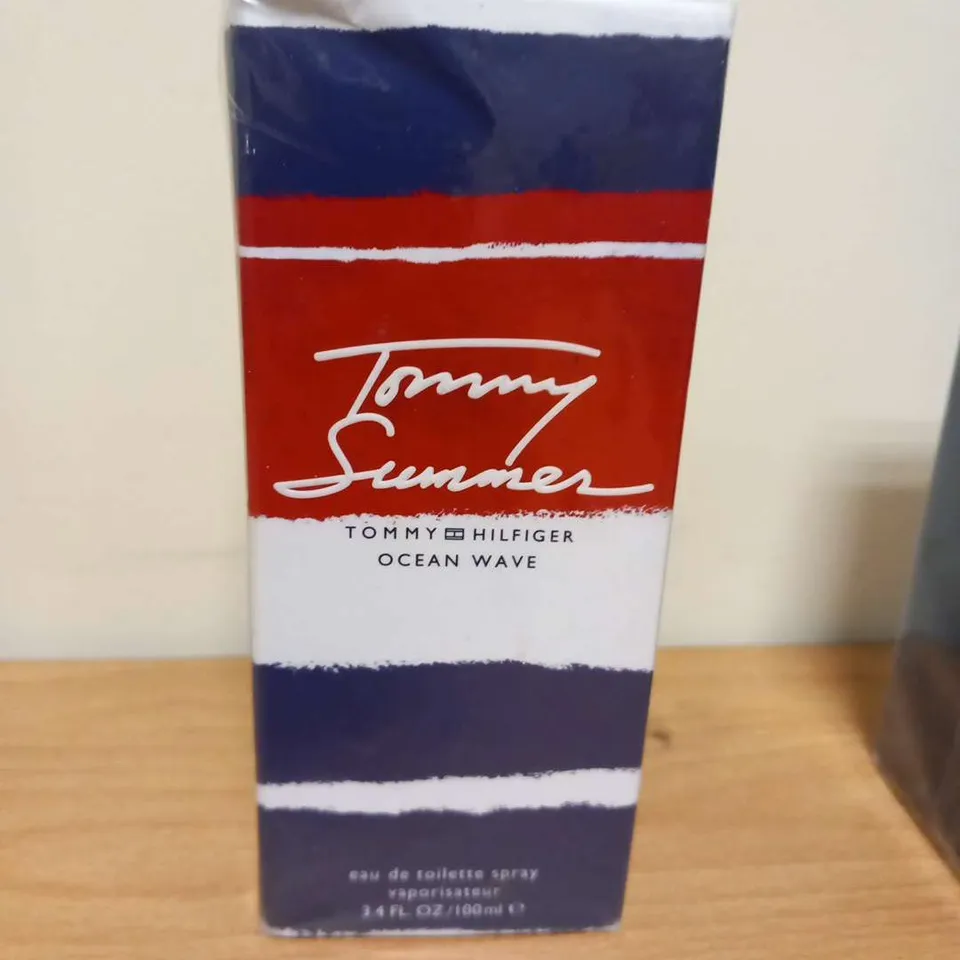 Tommy
Summer
TOMMY HILFIGER
OCEAN WAVE
eau de toilette spray
vaporisateur
3.4 FL. OZ/100ml ℮